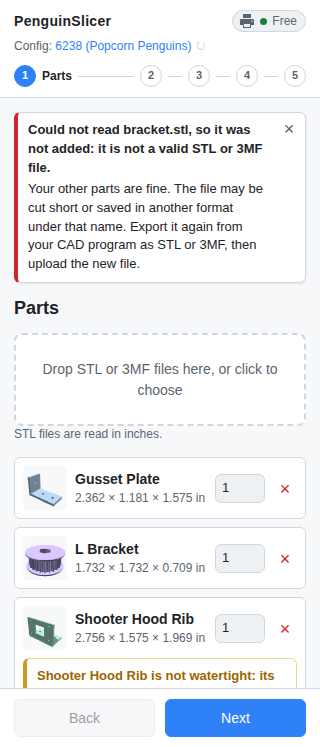 PenguinSlicer
Free
Config: 6238 (Popcorn Penguins)
1 Parts 2 3 4 5
Could not read bracket.stl, so it was
not added: it is not a valid STL or 3MF
file.
×
Your other parts are fine. The file may be
cut short or saved in another format
under that name. Export it again from
your CAD program as STL or 3MF, then
upload the new file.
Parts
Drop STL or 3MF files here, or click to
choose
STL files are read in inches.
Gusset Plate
2.362 × 1.181 × 1.575 in
1
×
L Bracket
1.732 × 1.732 × 0.709 in
1
×
Shooter Hood Rib
2.756 × 1.575 × 1.969 in
1
×
Shooter Hood Rib is not watertight: its
Back
Next